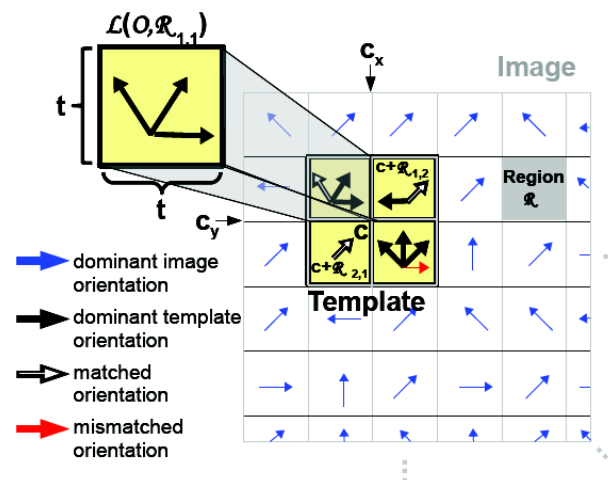 ℒ(O,ℛ1,1)
cx
Image
t
c+ℛ1,2
Region
ℛ
t
cy
c
c+ℛ2,1
Template
dominant image
orientation
dominant template
orientation
matched
orientation
mismatched
orientation